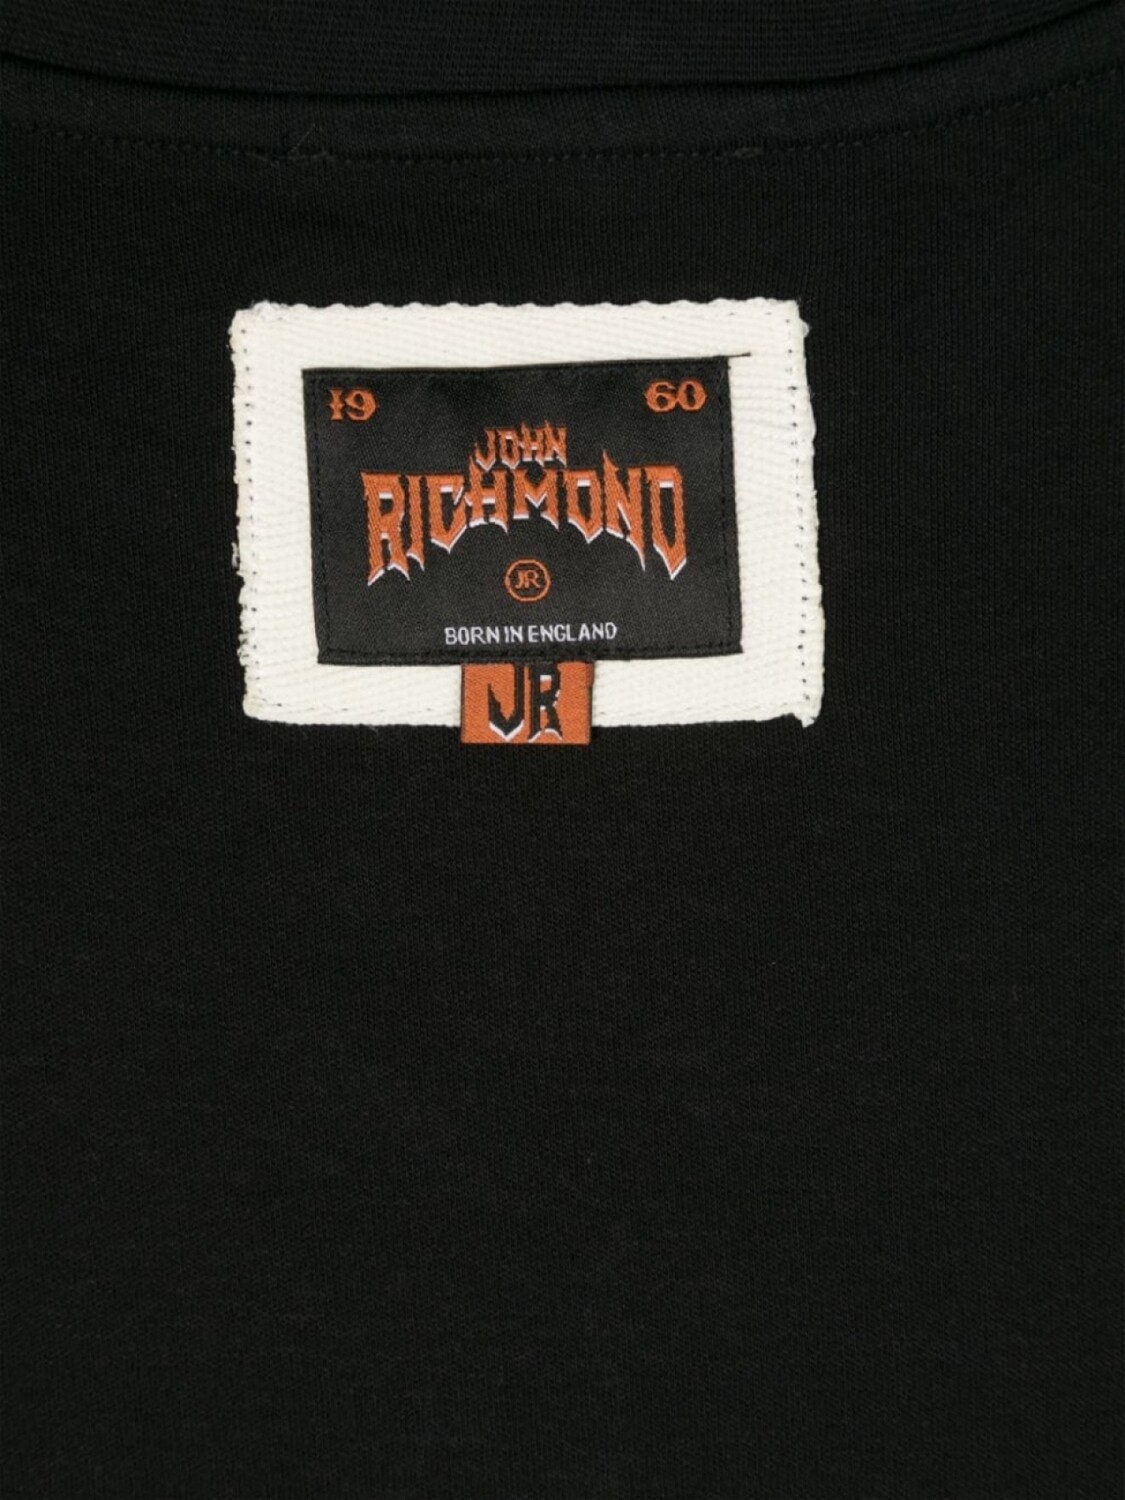 19 60
JOHN
RICHMOND
JR
BORN IN ENGLAND
JR